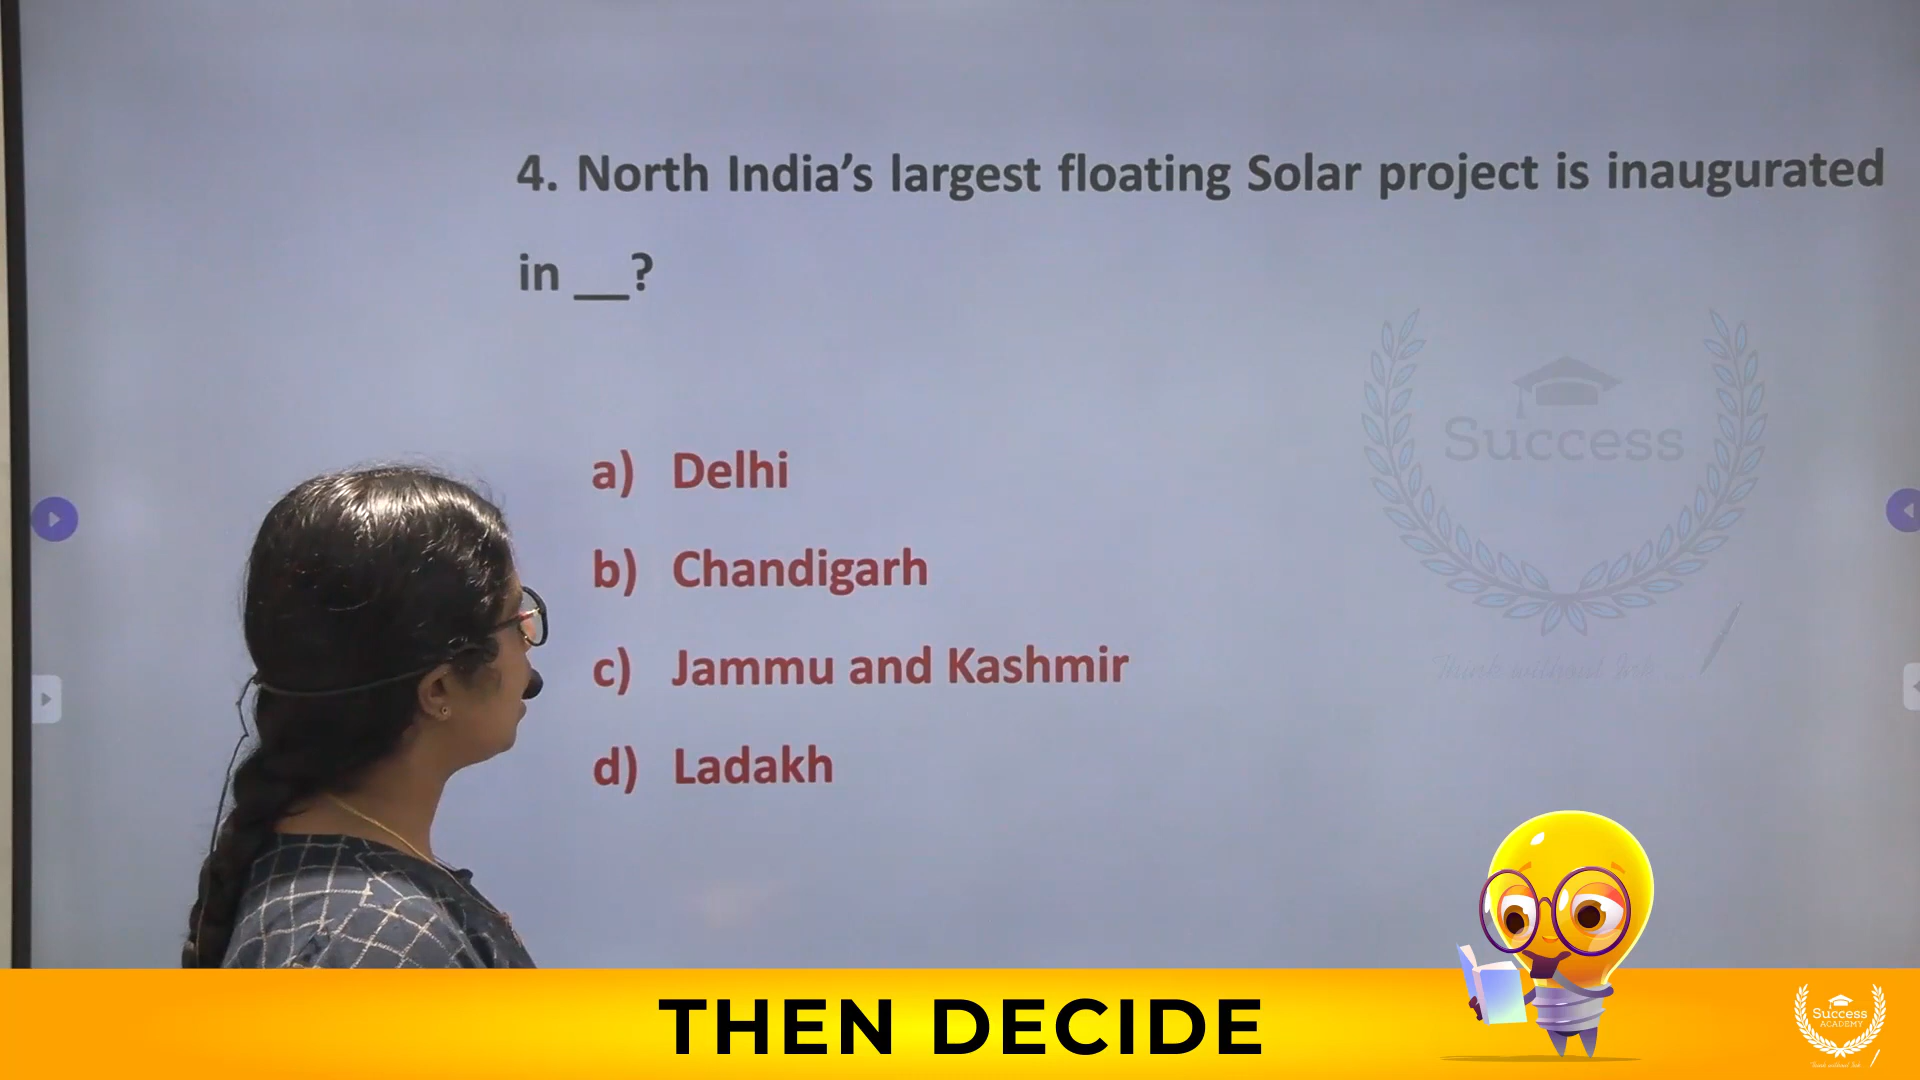 4. North India’s largest floating Solar project is inaugurated
in __?
Success
a) Delhi
b) Chandigarh
c) Jammu and Kashmir
d) Ladakh
THEN DECIDE
Success
ACADEMY